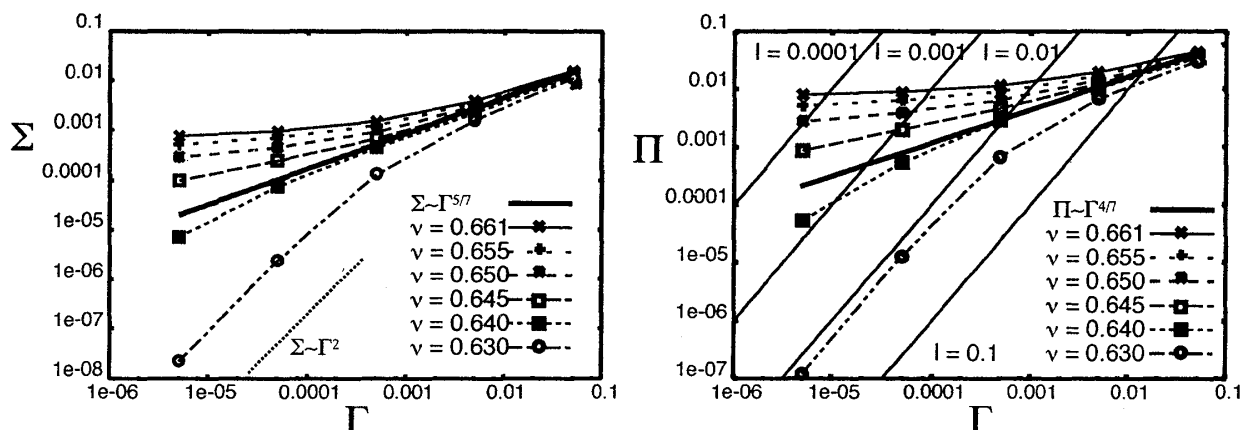 0.1
0.01
0.001
0.0001
1e-05
1e-06
1e-07
1e-08
Σ
Σ~Γ^{5/7}
ν = 0.661
ν = 0.655
ν = 0.650
ν = 0.645
ν = 0.640
ν = 0.630
Σ~Γ^2
1e-06 1e-05 0.0001 0.001 0.01 0.1
Γ
0.1
0.01
0.001
0.0001
1e-05
1e-06
1e-07
Π
I = 0.0001 I = 0.001 I = 0.01
Π~Γ^{4/7}
ν = 0.661
ν = 0.655
ν = 0.650
ν = 0.645
ν = 0.640
ν = 0.630
I = 0.1
1e-06 1e-05 0.0001 0.001 0.01 0.1
Γ